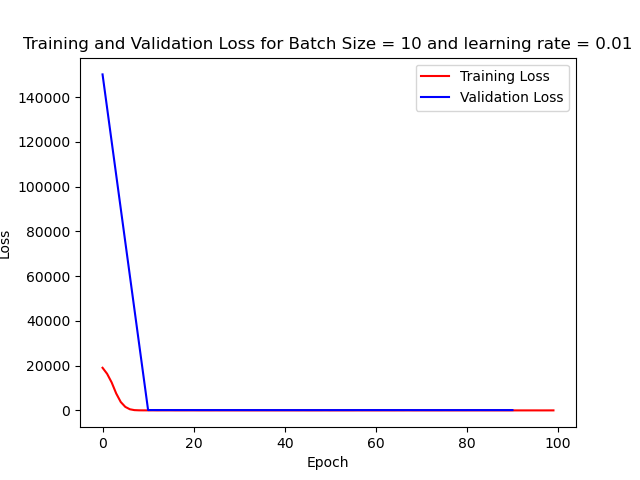 Training and Validation Loss for Batch Size = 10 and learning rate = 0.01
Training Loss
Validation Loss
140000
120000
100000
80000
60000
40000
20000
0
Loss
0 20 40 60 80 100
Epoch